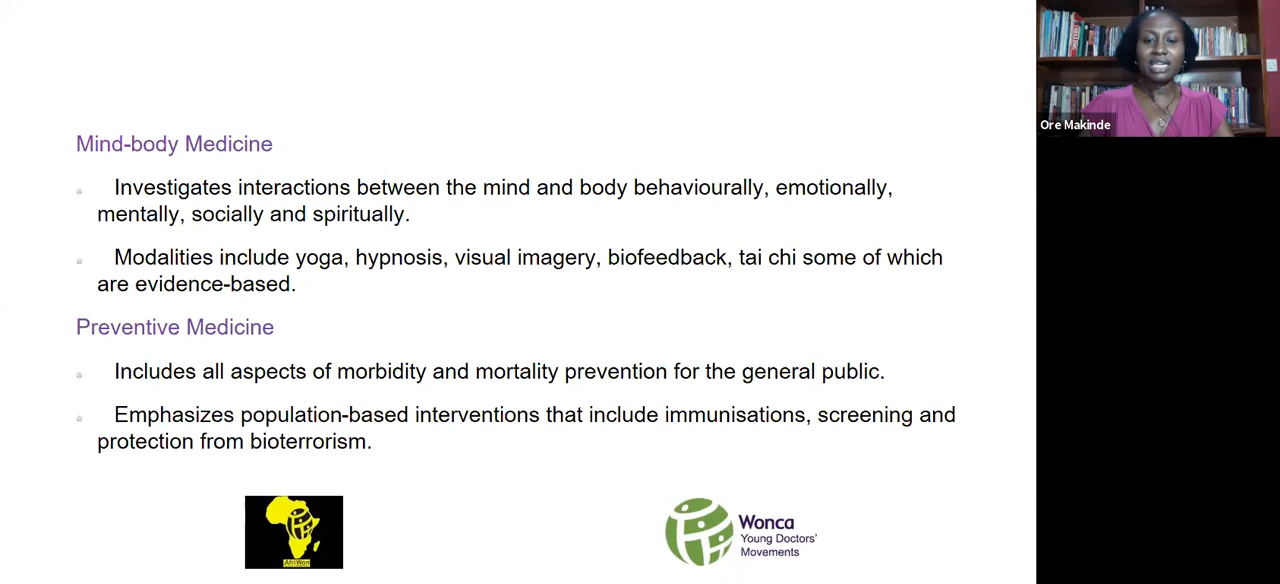 Mind-body Medicine
Investigates interactions between the mind and body behaviourally, emotionally,
mentally, socially and spiritually.
Modalities include yoga, hypnosis, visual imagery, biofeedback, tai chi some of which
are evidence-based.
Preventive Medicine
Includes all aspects of morbidity and mortality prevention for the general public.
Emphasizes population-based interventions that include immunisations, screening and
protection from bioterrorism.
AfriWon
Wonca
Young Doctors'
Movements
Ore Makinde